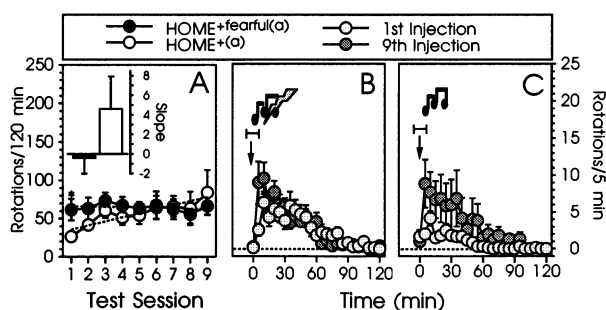 HOME+fearful(a)
HOME+(a)
1st Injection
9th Injection
Rotations/120 min
250
200
150
100
50
0
A
8
6
4
2
0
-2
Slope
1 2 3 4 5 6 7 8 9
Test Session
B
0 30 60 90 120
C
0 30 60 90 120
Time (min)
25
20
15
10
5
0
Rotations/5 min